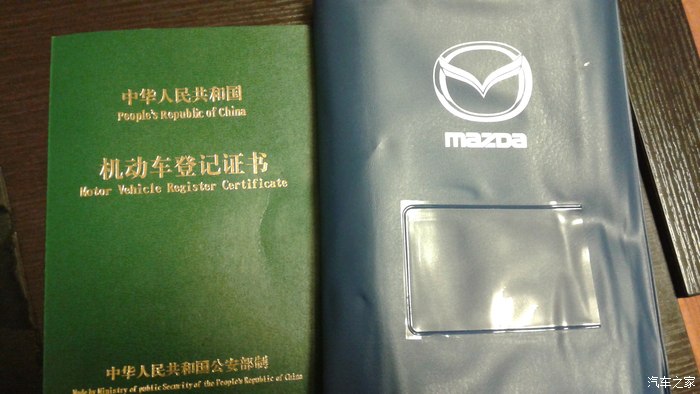 中华人民共和国
People's Republic of China
机动车登记证书
Motor Vehicle Register Certificate
中华人民共和国公安部制
Made by Ministry of public Security of the People's Republic of China
mazda
汽车之家